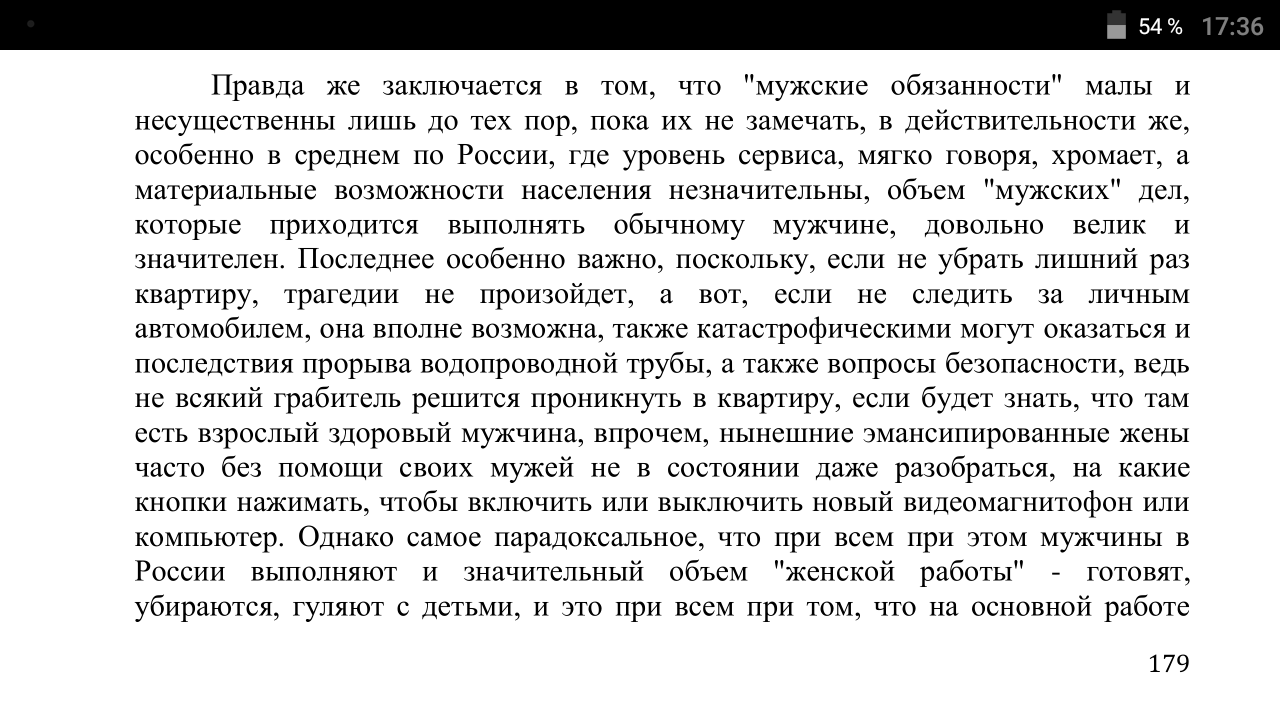 54 % 17:36
Правда же заключается в том, что "мужские обязанности" малы и
несущественны лишь до тех пор, пока их не замечать, в действительности же,
особенно в среднем по России, где уровень сервиса, мягко говоря, хромает, а
материальные возможности населения незначительны, объем "мужских" дел,
которые приходится выполнять обычному мужчине, довольно велик и
значителен. Последнее особенно важно, поскольку, если не убрать лишний раз
квартиру, трагедии не произойдет, а вот, если не следить за личным
автомобилем, она вполне возможна, также катастрофическими могут оказаться и
последствия прорыва водопроводной трубы, а также вопросы безопасности, ведь
не всякий грабитель решится проникнуть в квартиру, если будет знать, что там
есть взрослый здоровый мужчина, впрочем, нынешние эмансипированные жены
часто без помощи своих мужей не в состоянии даже разобраться, на какие
кнопки нажимать, чтобы включить или выключить новый видеомагнитофон или
компьютер. Однако самое парадоксальное, что при всем при этом мужчины в
России выполняют и значительный объем "женской работы" - готовят,
убираются, гуляют с детьми, и это при всем при том, что на основной работе
179